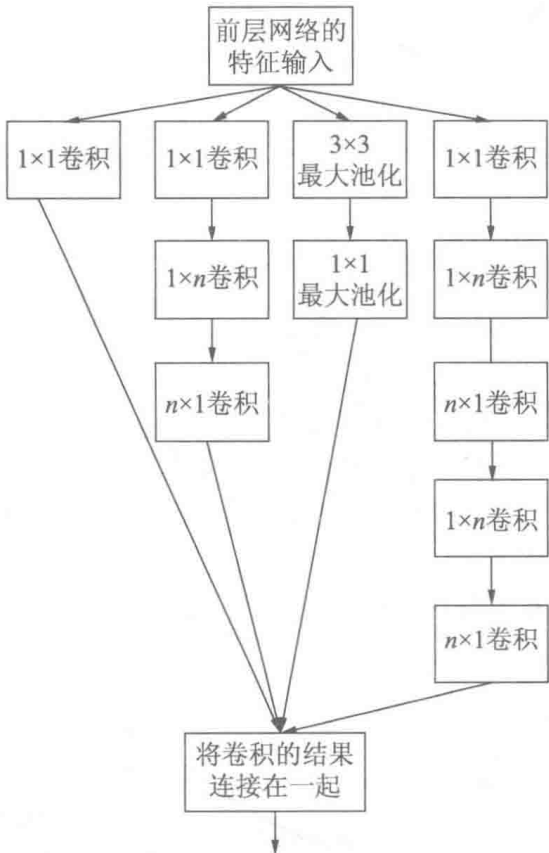 前层网络的
特征输入
1×1卷积
1×1卷积
3×3
最大池化
1×1卷积
1×n卷积
1×1
最大池化
1×n卷积
n×1卷积
n×1卷积
1×n卷积
n×1卷积
将卷积的结果
连接在一起